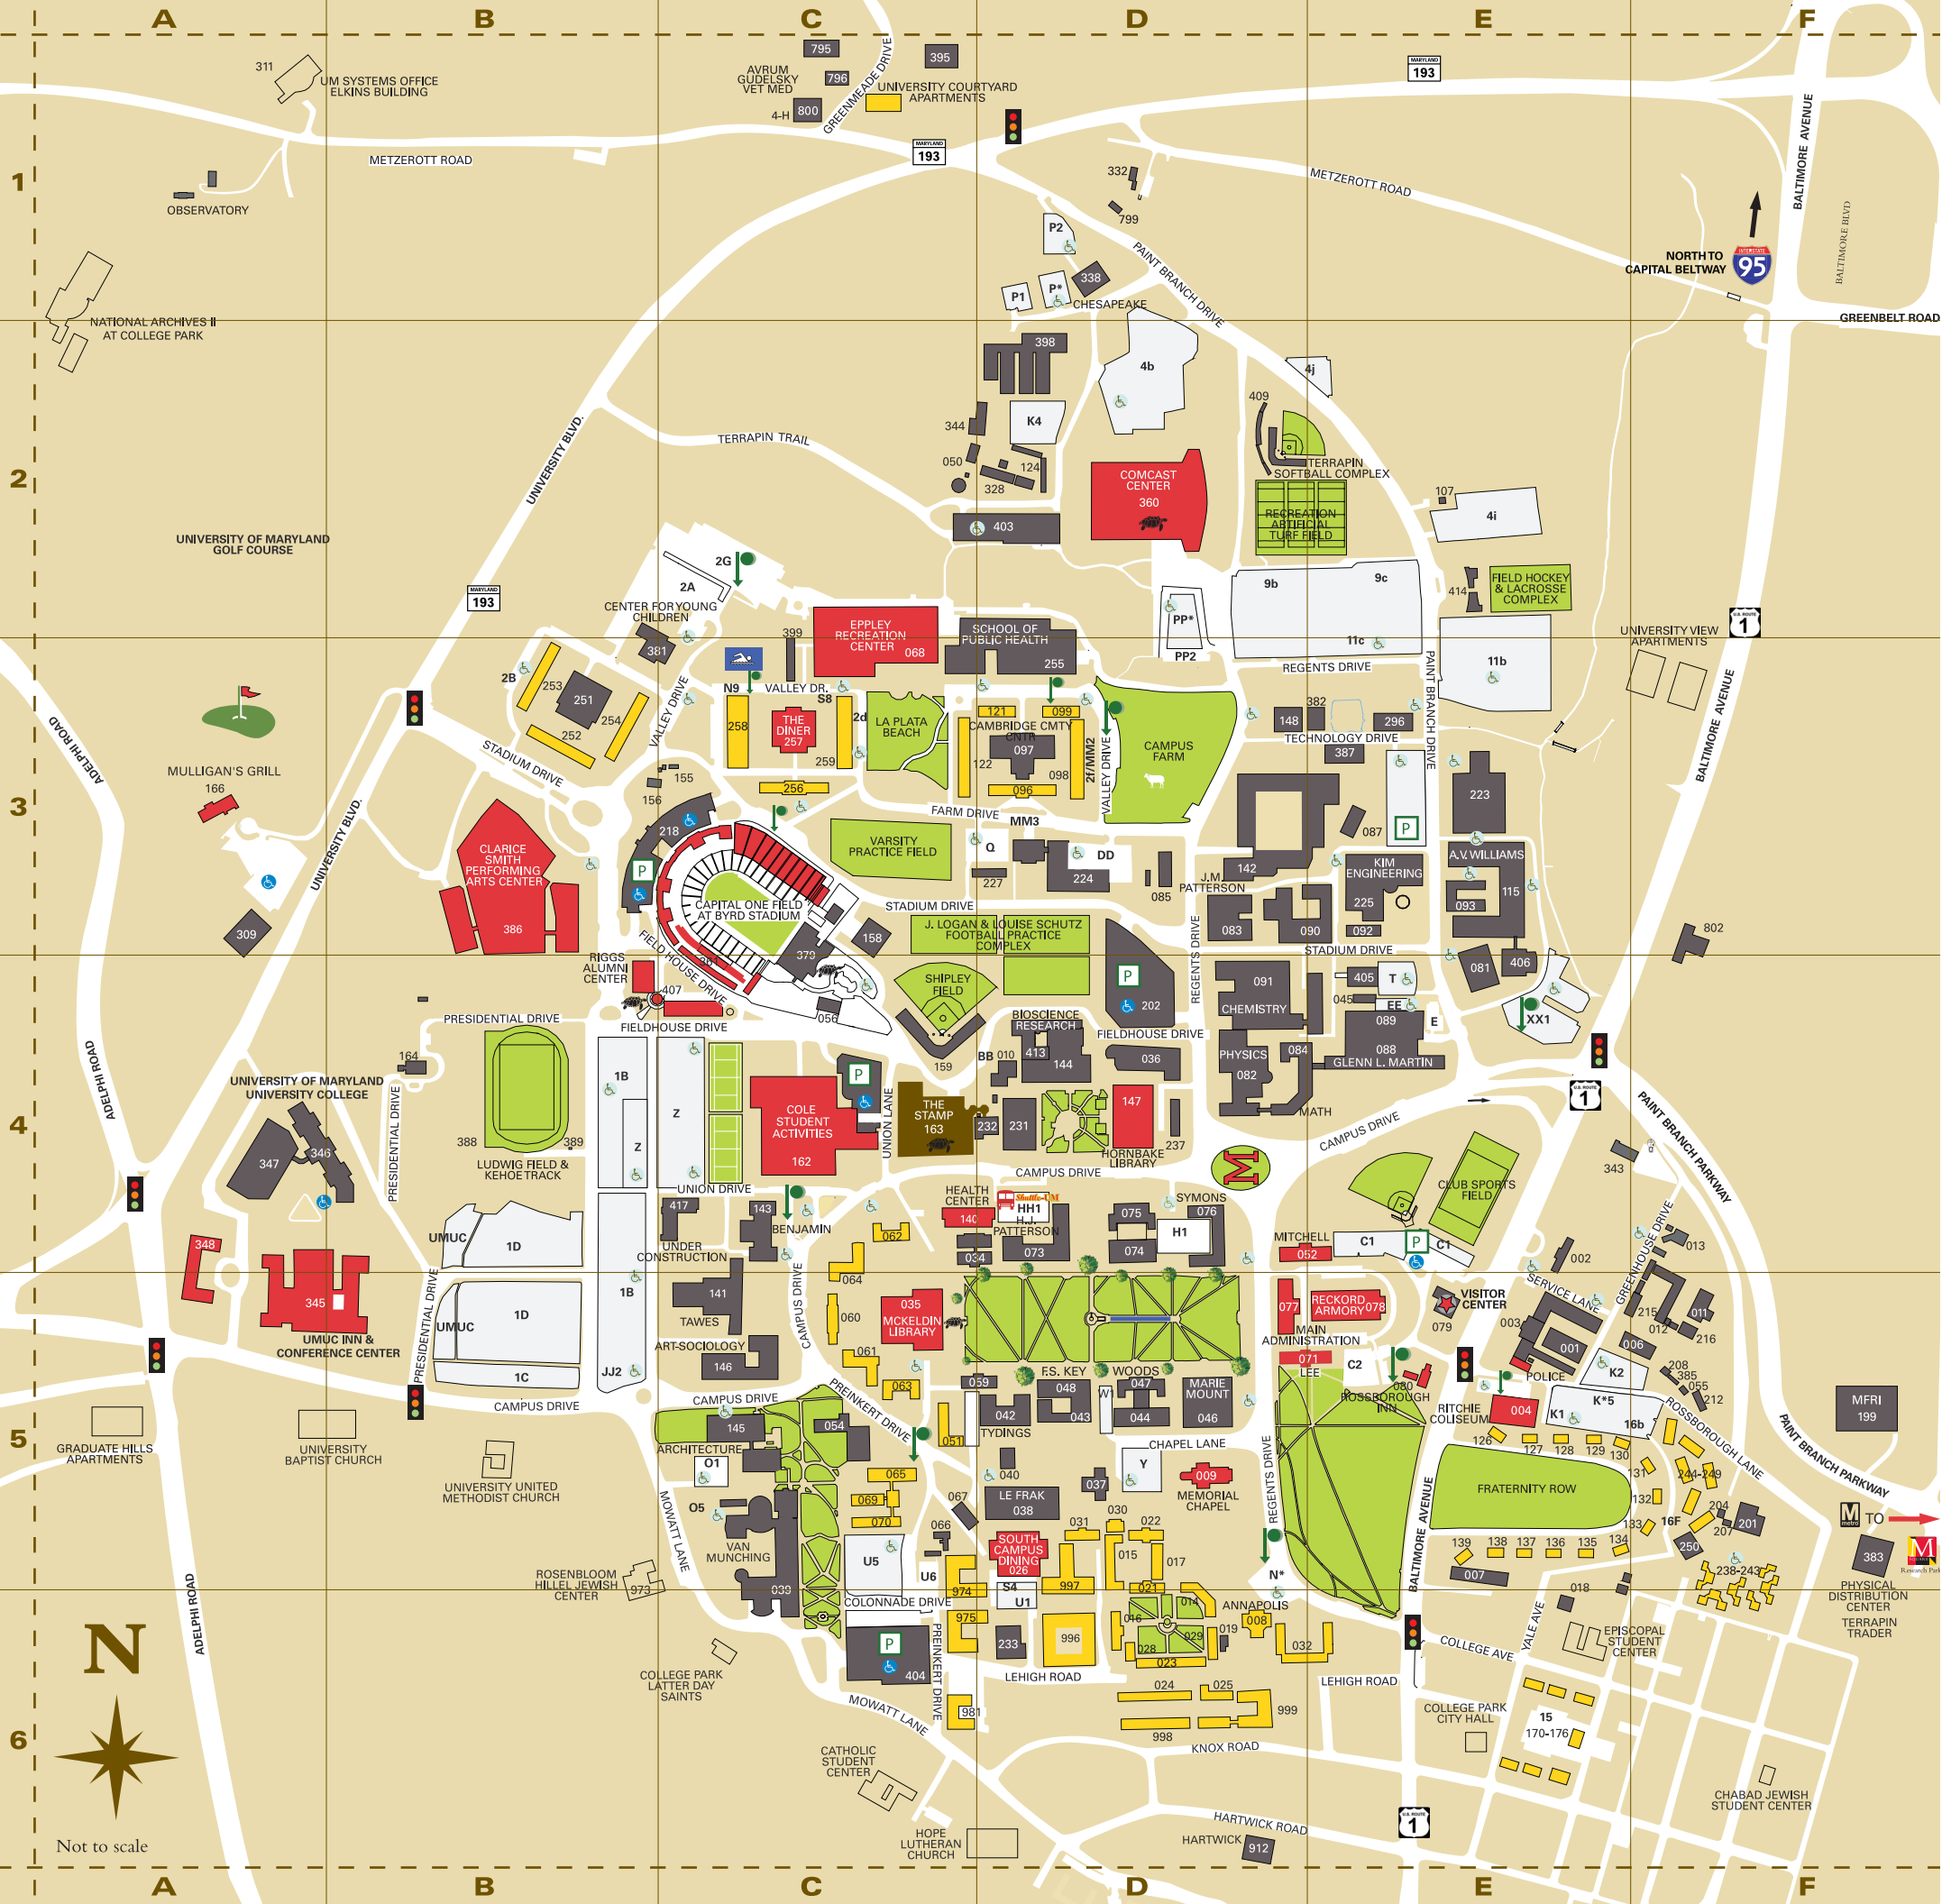 A B C D E F
311
UM SYSTEMS OFFICE
ELKINS BUILDING
795
796
800
4-H
AVRUM
GUDELSKY
VET MED
GREENMEADE DRIVE
395
UNIVERSITY COURTYARD
APARTMENTS
MARYLAND
193
MARYLAND
193
METZEROTT ROAD
METZEROTT ROAD
BALTIMORE AVENUE
BALTIMORE BLVD
1
OBSERVATORY
332
799
P2
P1
P*
338
CHESAPEAKE
PAINT BRANCH DRIVE
NORTH TO
CAPITAL BELTWAY
INTERSTATE
95
GREENBELT ROAD
NATIONAL ARCHIVES II
AT COLLEGE PARK
398
4b
4j
K4
344
409
UNIVERSITY BLVD.
TERRAPIN TRAIL
050
124
328
2
COMCAST
CENTER
360
TERRAPIN
SOFTBALL COMPLEX
RECREATION
ARTIFICIAL
TURF FIELD
107
4i
403
UNIVERSITY OF MARYLAND
GOLF COURSE
2G
2A
MARYLAND
193
CENTER FOR YOUNG
CHILDREN
381
399
EPPLEY
RECREATION
CENTER
068
SCHOOL OF
PUBLIC HEALTH
255
PP*
PP2
9b
9c
11c
414
FIELD HOCKEY
& LACROSSE
COMPLEX
11b
REGENTS DRIVE
UNIVERSITY VIEW
APARTMENTS
U.S. ROUTE
1
2B
253
251
254
252
VALLEY DRIVE
N9
VALLEY DR.
S8
258
THE
DINER
257
259
2d
LA PLATA
BEACH
256
121
099
CAMBRIDGE CMTY
CNTR
097
122
098
096
2f/MM2
VALLEY DRIVE
CAMPUS
FARM
148
382
296
TECHNOLOGY DRIVE
387
PAINT BRANCH DRIVE
BALTIMORE AVENUE
ADELPHI ROAD
STADIUM DRIVE
155
156
MULLIGAN'S GRILL
166
3
UNIVERSITY BLVD.
FARM DRIVE
MM3
218
P
VARSITY
PRACTICE FIELD
Q
DD
227
224
085
087
P
223
142
J.M.
PATTERSON
KIM
ENGINEERING
225
A.V. WILLIAMS
115
093
CLARICE
SMITH
PERFORMING
ARTS CENTER
386
CAPITAL ONE FIELD
AT BYRD STADIUM
379
158
STADIUM DRIVE
J. LOGAN & LOUISE SCHUTZ
FOOTBALL PRACTICE
COMPLEX
083
090
092
STADIUM DRIVE
309
802
RIGGS
ALUMNI
CENTER
407
FIELD HOUSE DRIVE
056
SHIPLEY
FIELD
159
P
202
REGENTS DRIVE
091
CHEMISTRY
405
T
045
EE
089
E
081
406
XX1
088
GLENN L. MARTIN
PRESIDENTIAL DRIVE
FIELDHOUSE DRIVE
BIOSCIENCE
RESEARCH
413
144
BB
010
FIELDHOUSE DRIVE
036
PHYSICS
082
084
MATH
U.S. ROUTE
1
164
UNIVERSITY OF MARYLAND
UNIVERSITY COLLEGE
1B
Z
Z
P
UNION LANE
COLE
STUDENT
ACTIVITIES
162
THE
STAMP
163
232
231
147
HORNBAKE
LIBRARY
237
M
CAMPUS DRIVE
CAMPUS DRIVE
PAINT BRANCH PARKWAY
4
ADELPHI ROAD
347
346
PRESIDENTIAL DRIVE
388
389
LUDWIG FIELD &
KEHOE TRACK
UNION DRIVE
343
CLUB SPORTS
FIELD
348
UMUC
1D
417
UNDER
CONSTRUCTION
143
BENJAMIN
062
064
HEALTH
CENTER
140
Shuttle-UM
HH1
H.J.
PATTERSON
034
073
075
074
SYMONS
076
H1
MITCHELL
052
C1
P
C1
002
GREENHOUSE DRIVE
013
345
UMUC INN &
CONFERENCE CENTER
PRESIDENTIAL DRIVE
UMUC
1D
1C
1B
JJ2
141
TAWES
ART-SOCIOLOGY
146
CAMPUS DRIVE
060
061
063
035
MCKELDIN
LIBRARY
077
RECKORD
ARMORY
078
MAIN
ADMINISTRATION
071
LEE
C2
VISITOR
CENTER
079
SERVICE LANE
003
001
POLICE
215
012
011
216
006
K2
208
385
055
212
CAMPUS DRIVE
CAMPUS DRIVE
PREINKERT DRIVE
059
F.S. KEY
048
043
042
TYDINGS
W1
WOODS
047
044
MARIE
MOUNT
046
080
ROSSBOROUGH
INN
RITCHIE
COLISEUM
004
K1
K*5
16b
ROSSBOROUGH LANE
MFRI
199
5
GRADUATE HILLS
APARTMENTS
UNIVERSITY
BAPTIST CHURCH
UNIVERSITY UNITED
METHODIST CHURCH
145
054
ARCHITECTURE
O1
O5
051
065
069
070
067
066
040
LE FRAK
038
037
CHAPEL LANE
Y
009
MEMORIAL
CHAPEL
REGENTS DRIVE
126
127
128
129
130
131
132
133
134
135
136
137
138
139
FRATERNITY ROW
244-249
204
207
201
16F
250
238-243
PAINT BRANCH PARKWAY
M
metro
TO
383
PHYSICAL
DISTRIBUTION
CENTER
TERRAPIN
TRADER
M
Research Park
MOWATT LANE
VAN
MUNCHING
039
U5
U6
COLONNADE DRIVE
SOUTH
CAMPUS
DINING
026
031
030
022
015
017
974
S4
U1
997
021
014
N*
007
018
BALTIMORE AVENUE
ROSENBLOOM
HILLEL JEWISH
CENTER
973
975
233
996
016
028
029
023
019
ANNAPOLIS
008
032
EPISCOPAL
STUDENT
CENTER
YALE AVE
COLLEGE AVE
N
ADELPHI ROAD
COLLEGE PARK
LATTER DAY
SAINTS
P
404
PREINKERT DRIVE
LEHIGH ROAD
LEHIGH ROAD
024
025
999
998
981
MOWATT LANE
KNOX ROAD
COLLEGE PARK
CITY HALL
15
170-176
6
CATHOLIC
STUDENT
CENTER
CHABAD JEWISH
STUDENT CENTER
HARTWICK ROAD
U.S. ROUTE
1
HOPE
LUTHERAN
CHURCH
HARTWICK
912
Not to scale
A B C D E F